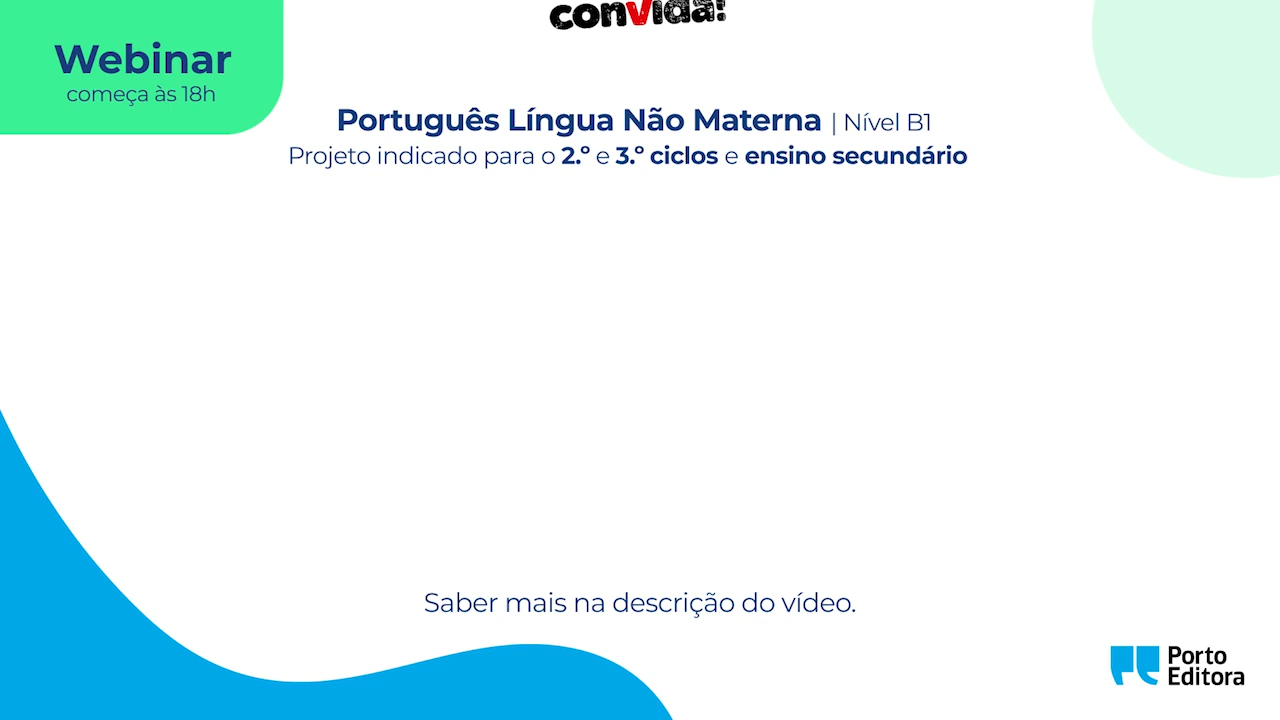 conVida!
Webinar
começa às 18h
Português Língua Não Materna | Nível B1
Projeto indicado para o 2.º e 3.º ciclos e ensino secundário
Saber mais na descrição do vídeo.
Porto
Editora